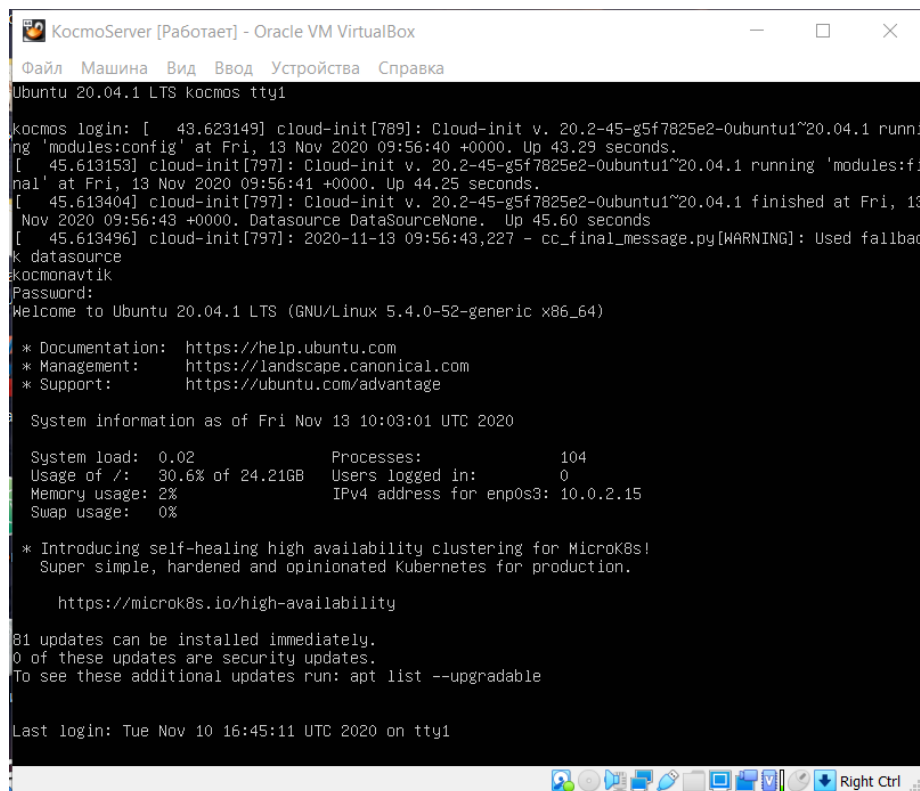 KocmoServer [Работает] - Oracle VM VirtualBox
Файл Машина Вид Ввод Устройства Справка
Ubuntu 20.04.1 LTS kocmos tty1
kocmos login: [   43.623149] cloud-init[789]: Cloud-init v. 20.2-45-g5f7825e2-0ubuntu1~20.04.1 runni
ng 'modules:config' at Fri, 13 Nov 2020 09:56:40 +0000. Up 43.29 seconds.
[   45.613153] cloud-init[797]: Cloud-init v. 20.2-45-g5f7825e2-0ubuntu1~20.04.1 running 'modules:fi
nal' at Fri, 13 Nov 2020 09:56:41 +0000. Up 44.25 seconds.
[   45.613404] cloud-init[797]: Cloud-init v. 20.2-45-g5f7825e2-0ubuntu1~20.04.1 finished at Fri, 13
 Nov 2020 09:56:43 +0000. Datasource DataSourceNone.  Up 45.60 seconds
[   45.613496] cloud-init[797]: 2020-11-13 09:56:43,227 - cc_final_message.py[WARNING]: Used fallbac
k datasource
kocmonavtik
Password:
Welcome to Ubuntu 20.04.1 LTS (GNU/Linux 5.4.0-52-generic x86_64)
 * Documentation:  https://help.ubuntu.com
 * Management:     https://landscape.canonical.com
 * Support:        https://ubuntu.com/advantage
  System information as of Fri Nov 13 10:03:01 UTC 2020
  System load:  0.02               Processes:               104
  Usage of /:   30.6% of 24.21GB   Users logged in:         0
  Memory usage: 2%                 IPv4 address for enp0s3: 10.0.2.15
  Swap usage:   0%
 * Introducing self-healing high availability clustering for MicroK8s!
   Super simple, hardened and opinionated Kubernetes for production.
     https://microk8s.io/high-availability
81 updates can be installed immediately.
0 of these updates are security updates.
To see these additional updates run: apt list --upgradable
Last login: Tue Nov 10 16:45:11 UTC 2020 on tty1
Right Ctrl